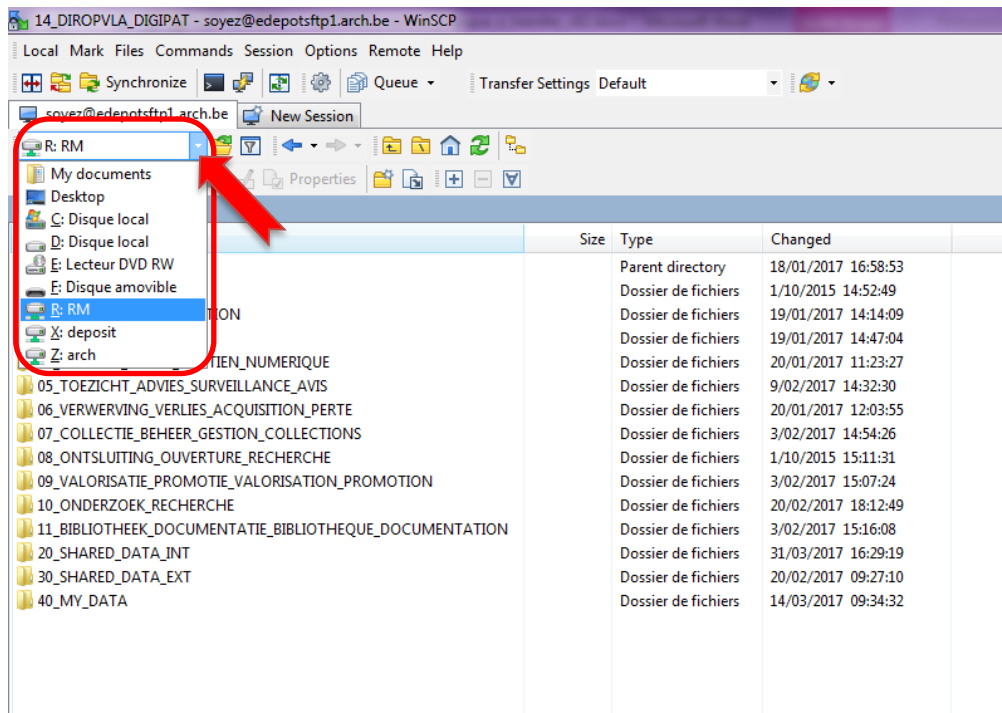 14_DIROPVLA_DIGIPAT - soyez@edepotsftp1.arch.be - WinSCP
Local Mark Files Commands Session Options Remote Help
Synchronize Queue Transfer Settings Default
soyez@edepotsftp1.arch.be New Session
R: RM
My documents Properties
Desktop
C: Disque local
D: Disque local Size Type Changed
E: Lecteur DVD RW Parent directory 18/01/2017 16:58:53
F: Disque amovible Dossier de fichiers 1/10/2015 14:52:49
R: RM TION Dossier de fichiers 19/01/2017 14:14:09
X: deposit Dossier de fichiers 19/01/2017 14:47:04
Z: arch TIEN_NUMERIQUE Dossier de fichiers 20/01/2017 11:23:27
05_TOEZICHT_ADVIES_SURVEILLANCE_AVIS Dossier de fichiers 9/02/2017 14:32:30
06_VERWERVING_VERLIES_ACQUISITION_PERTE Dossier de fichiers 20/01/2017 12:03:55
07_COLLECTIE_BEHEER_GESTION_COLLECTIONS Dossier de fichiers 3/02/2017 14:54:26
08_ONTSLUITING_OUVERTURE_RECHERCHE Dossier de fichiers 1/10/2015 15:11:31
09_VALORISATIE_PROMOTIE_VALORISATION_PROMOTION Dossier de fichiers 3/02/2017 15:07:24
10_ONDERZOEK_RECHERCHE Dossier de fichiers 20/02/2017 18:12:49
11_BIBLIOTHEEK_DOCUMENTATIE_BIBLIOTHEQUE_DOCUMENTATION Dossier de fichiers 3/02/2017 15:16:08
20_SHARED_DATA_INT Dossier de fichiers 31/03/2017 16:29:19
30_SHARED_DATA_EXT Dossier de fichiers 20/02/2017 09:27:10
40_MY_DATA Dossier de fichiers 14/03/2017 09:34:32